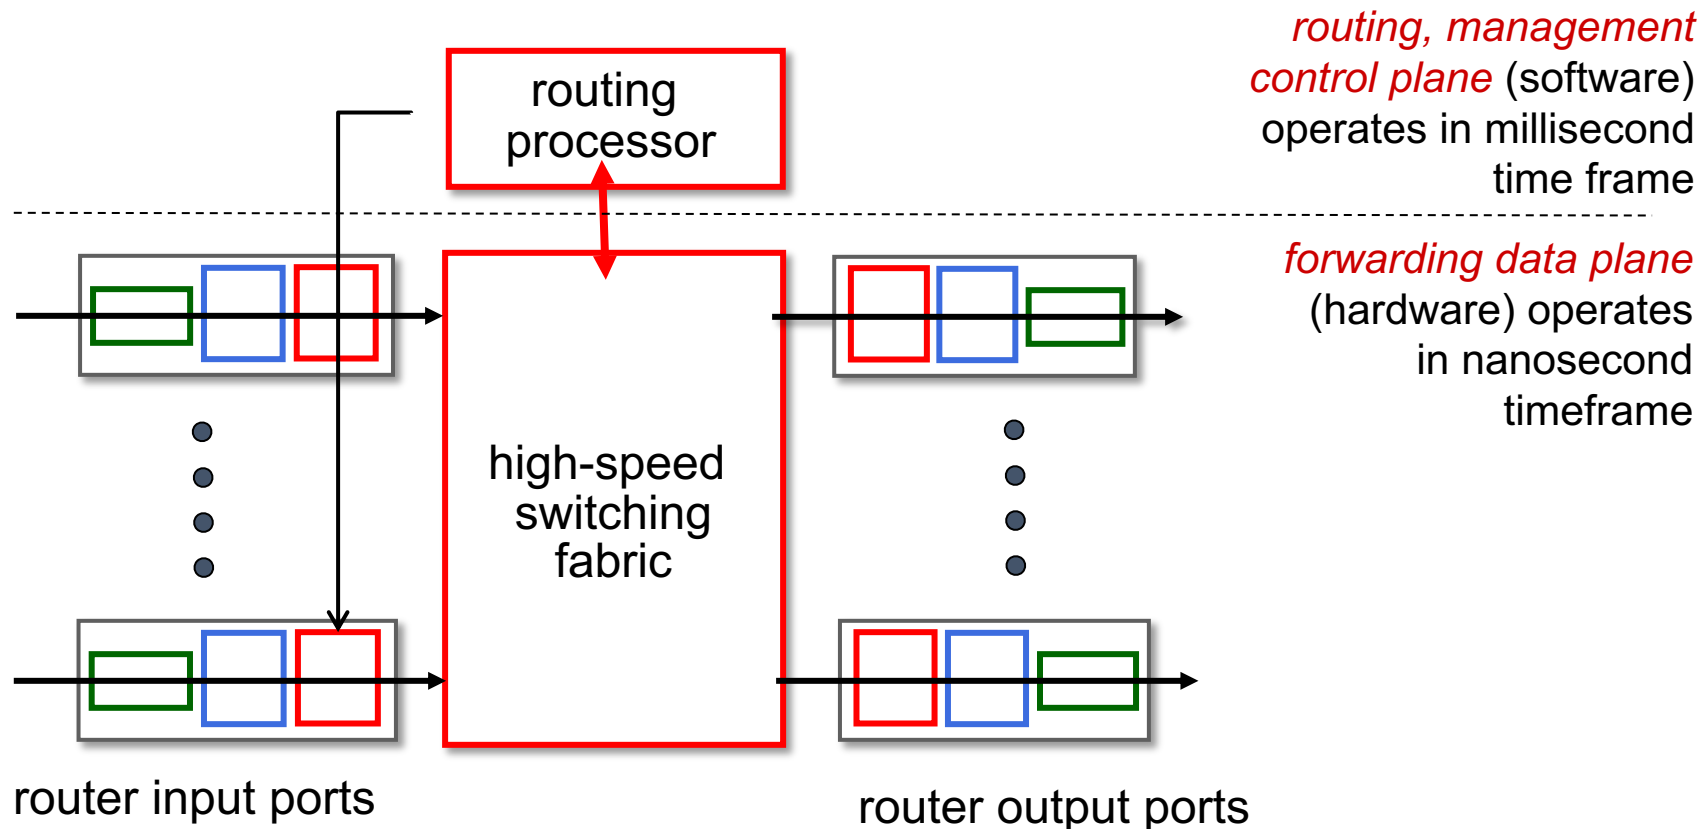 routing, management
control plane (software)
operates in millisecond
time frame
routing
processor
forwarding data plane
(hardware) operates
in nanosecond
timeframe
high-speed
switching
fabric
router input ports
router output ports